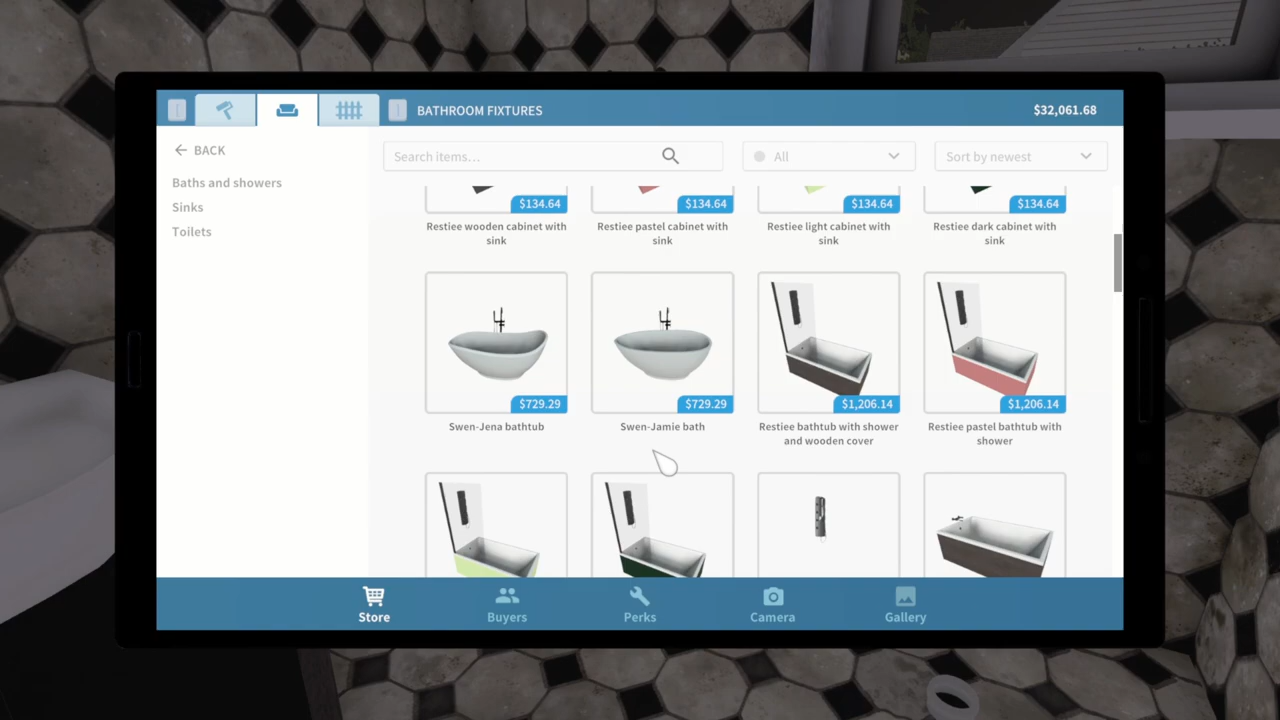 BATHROOM FIXTURES
$32,061.68
BACK
Search items...
All
Sort by newest
Baths and showers
Sinks
Toilets
$134.64
$134.64
$134.64
$134.64
Restiee wooden cabinet with
sink
Restiee pastel cabinet with
sink
Restiee light cabinet with
sink
Restiee dark cabinet with
sink
$729.29
$729.29
$1,206.14
$1,206.14
Swen-Jena bathtub
Swen-Jamie bath
Restiee bathtub with shower
and wooden cover
Restiee pastel bathtub with
shower
Store
Buyers
Perks
Camera
Gallery